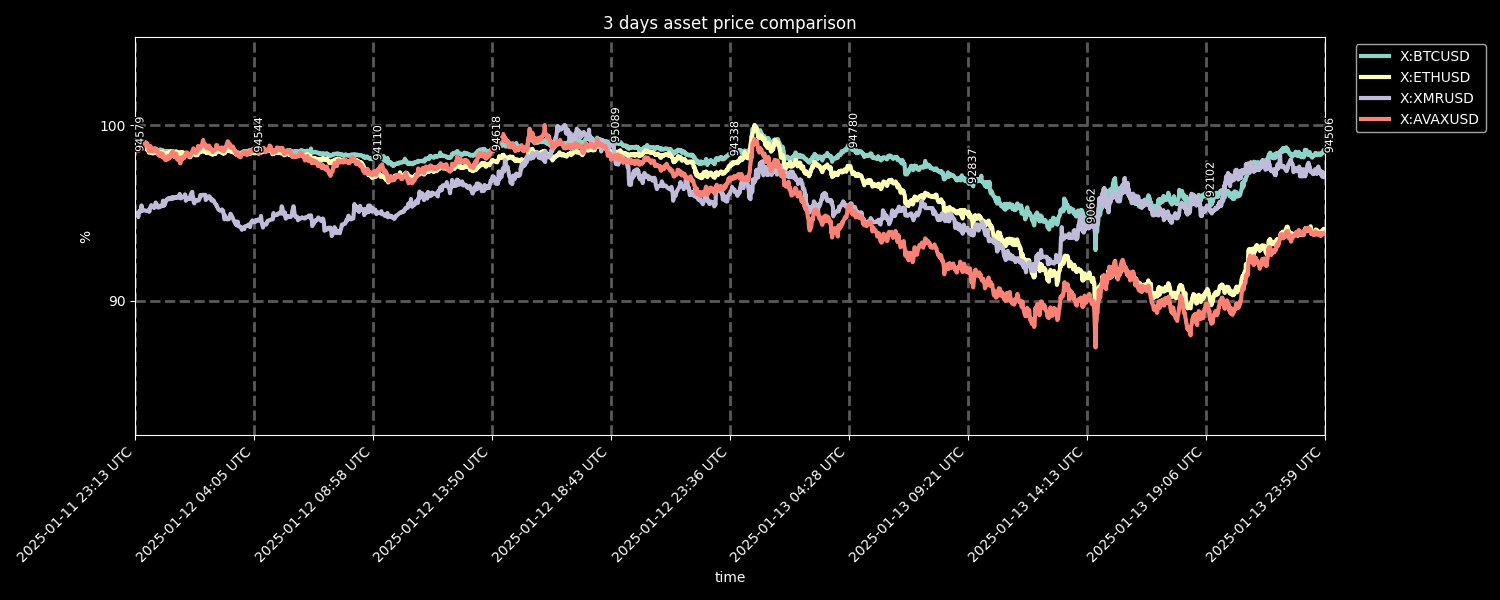 3 days asset price comparison
X:BTCUSD
X:ETHUSD
X:XMRUSD
X:AVAXUSD
100
90
%
94579
94544
94110
94618
95089
94338
94780
92837
90662
92102
94506
2025-01-11 23:13 UTC
2025-01-12 04:05 UTC
2025-01-12 08:58 UTC
2025-01-12 13:50 UTC
2025-01-12 18:43 UTC
2025-01-12 23:36 UTC
2025-01-13 04:28 UTC
2025-01-13 09:21 UTC
2025-01-13 14:13 UTC
2025-01-13 19:06 UTC
2025-01-13 23:59 UTC
time